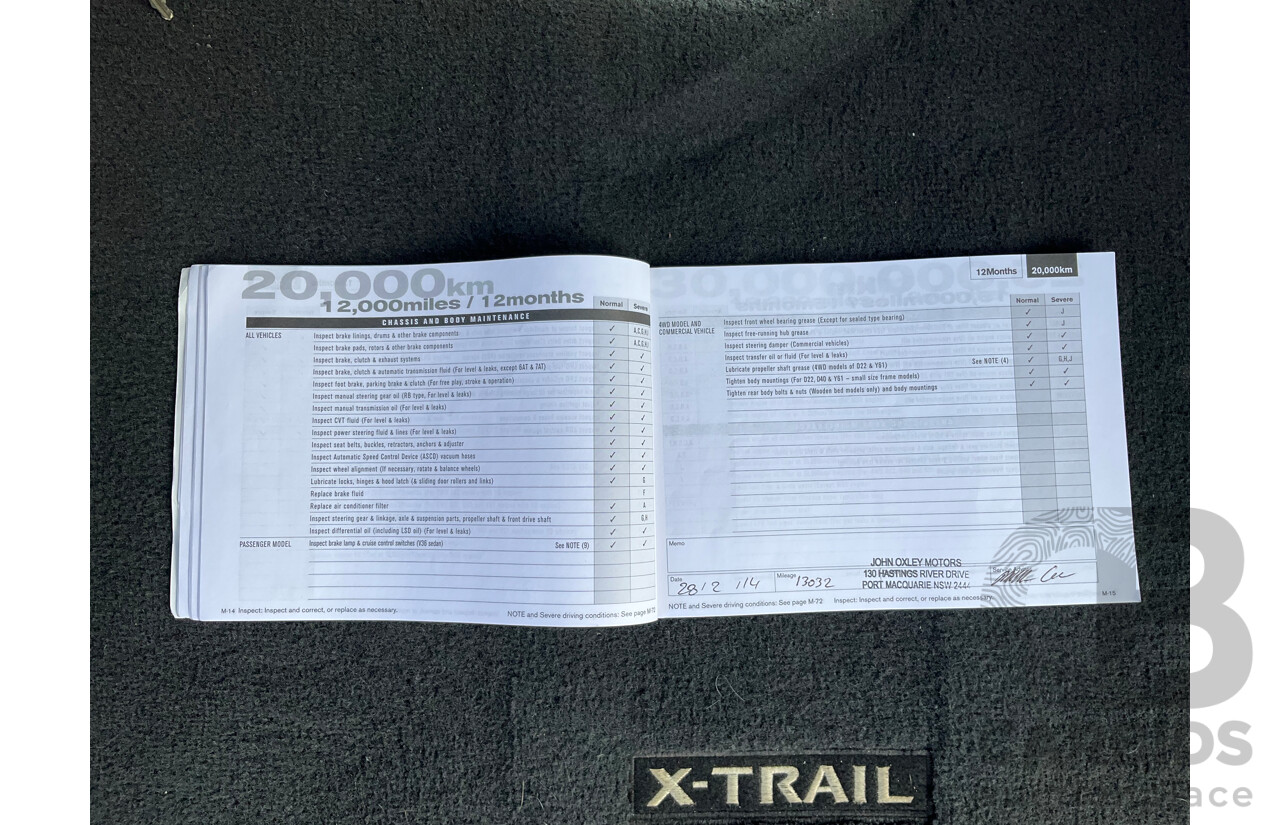 20,000km
12,000miles / 12months
Normal Severe
CHASSIS AND BODY MAINTENANCE
ALL VEHICLES
Inspect brake linings, drums & other brake components ✓ A,C,G,H,I
Inspect brake pads, rotors & other brake components ✓ A,C,G,H,I
Inspect brake, clutch & exhaust systems ✓ ✓
Inspect brake, clutch & automatic transmission fluid (For level & leaks, except 6AT & 7AT) ✓ ✓
Inspect foot brake, parking brake & clutch (For free play, stroke & operation) ✓ ✓
Inspect manual steering gear oil (RB type, For level & leaks) ✓ ✓
Inspect manual transmission oil (For level & leaks) ✓ ✓
Inspect CVT fluid (For level & leaks) ✓ ✓
Inspect power steering fluid & lines (For level & leaks) ✓ ✓
Inspect seat belts, buckles, retractors, anchors & adjuster ✓ ✓
Inspect Automatic Speed Control Device (ASCD) vacuum hoses ✓ ✓
Inspect wheel alignment (If necessary, rotate & balance wheels) ✓ ✓
Lubricate locks, hinges & hood latch (& sliding door rollers and links) ✓ G
Replace brake fluid F
Replace air conditioner filter ✓ A
Inspect steering gear & linkage, axle & suspension parts, propeller shaft & front drive shaft ✓ G,H
Inspect differential oil (including LSD oil) (For level & leaks) ✓ ✓
PASSENGER MODEL Inspect brake lamp & cruise control switches (V36 sedan) See NOTE (9) ✓ ✓
M-14 Inspect: Inspect and correct, or replace as necessary.
NOTE and Severe driving conditions: See page M-72
12Months 20,000km
Normal Severe
4WD MODEL AND
COMMERCIAL VEHICLE
Inspect front wheel bearing grease (Except for sealed type bearing) ✓ J
Inspect free-running hub grease ✓ J
Inspect steering damper (Commercial vehicles) ✓ ✓
Inspect transfer oil or fluid (For level & leaks) ✓ ✓
Lubricate propeller shaft grease (4WD models of D22 & Y61) See NOTE (4) ✓ G,H,J
Tighten body mountings (For D22, D40 & Y61 - small size frame models) ✓ ✓
Tighten rear body bolts & nuts (Wooden bed models only) and body mountings ✓ ✓
Memo
Date 28/2/14 Mileage 13032
JOHN OXLEY MOTORS
130 HASTINGS RIVER DRIVE
PORT MACQUARIE NSW 2444
NOTE and Severe driving conditions: See page M-72 Inspect: Inspect and correct, or replace as necessary.
M-15
X-TRAIL